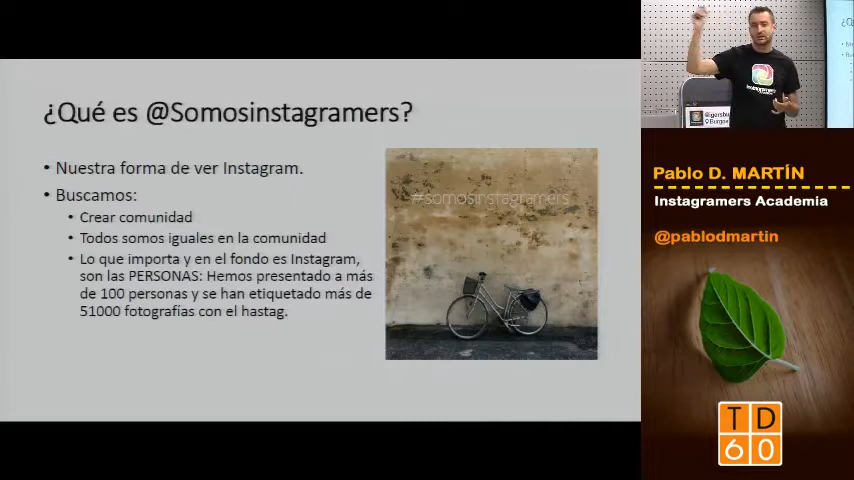 ¿Qué es @Somosinstagramers?
• Nuestra forma de ver Instagram.
• Buscamos:
• Crear comunidad
• Todos somos iguales en la comunidad
• Lo que importa y en el fondo es Instagram,
son las PERSONAS: Hemos presentado a más
de 100 personas y se han etiquetado más de
51000 fotografías con el hastag.
#somosinstagramers
Pablo D. MARTÍN
Instagramers Academia
@pablodmartin
TD
60